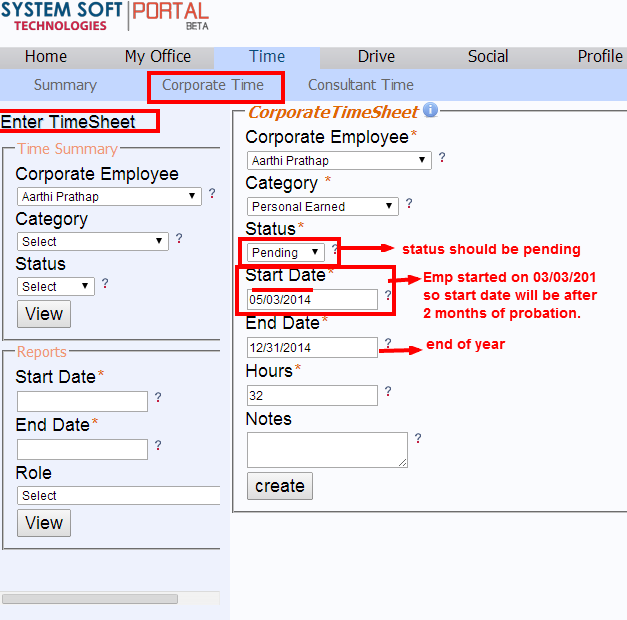 SYSTEM SOFT PORTAL
TECHNOLOGIES BETA
Home My Office Time Drive Social Profile
Summary Corporate Time Consultant Time
Enter TimeSheet
Time Summary
Corporate Employee
Aarthi Prathap
?
Category
Select
?
Status
Select
?
View
Reports
Start Date*
?
End Date*
?
Role
Select
View
CorporateTimeSheet i
Corporate Employee*
Aarthi Prathap
?
Category *
Personal Earned
?
Status*
Pending
?
status should be pending
Start Date*
05/03/2014
?
Emp started on 03/03/201
so start date will be after
2 months of probation.
End Date*
12/31/2014
?
end of year
Hours*
32
?
Notes
?
create